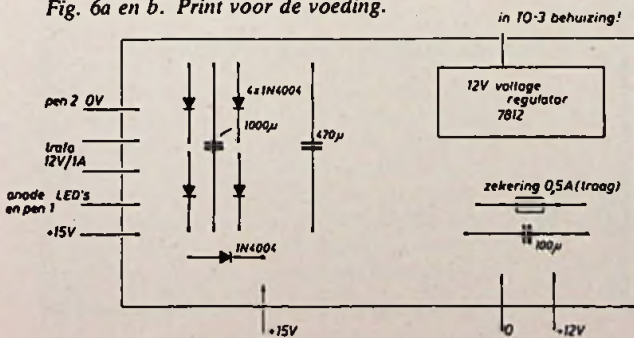 Fig. 6a en b. Print voor de voeding.
in TO-3 behuizing!
pen 2 0V
trafo
12V/1A
anode LED's
en pen 1
+15V
4x1N4004
1000µ
470µ
1N4004
+15V
12V voltage
regulator
7812
zekering 0,5A (traag)
100µ
0
+12V